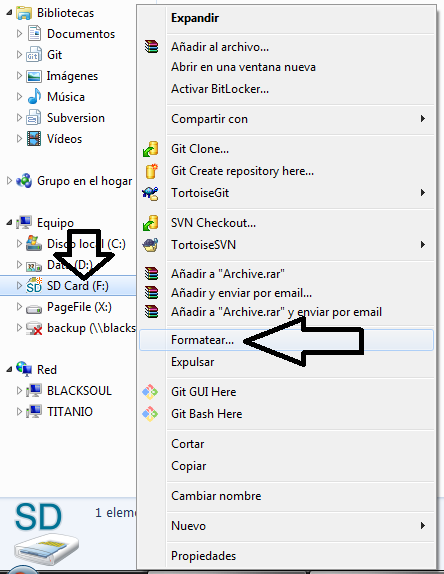 Bibliotecas
Documentos
Git
Imágenes
Música
Subversion
Vídeos
Grupo en el hogar
Equipo
Disco local (C:)
Data (D:)
SD Card (F:)
PageFile (X:)
backup (\\blacks
Red
BLACKSOUL
TITANIO
SD
1 eleme
Expandir
Añadir al archivo...
Abrir en una ventana nueva
Activar BitLocker...
Compartir con
Git Clone...
Git Create repository here...
TortoiseGit
SVN Checkout...
TortoiseSVN
Añadir a "Archive.rar"
Añadir y enviar por email...
Añadir a "Archive.rar" y enviar por email
Formatear...
Expulsar
Git GUI Here
Git Bash Here
Cortar
Copiar
Cambiar nombre
Nuevo
Propiedades